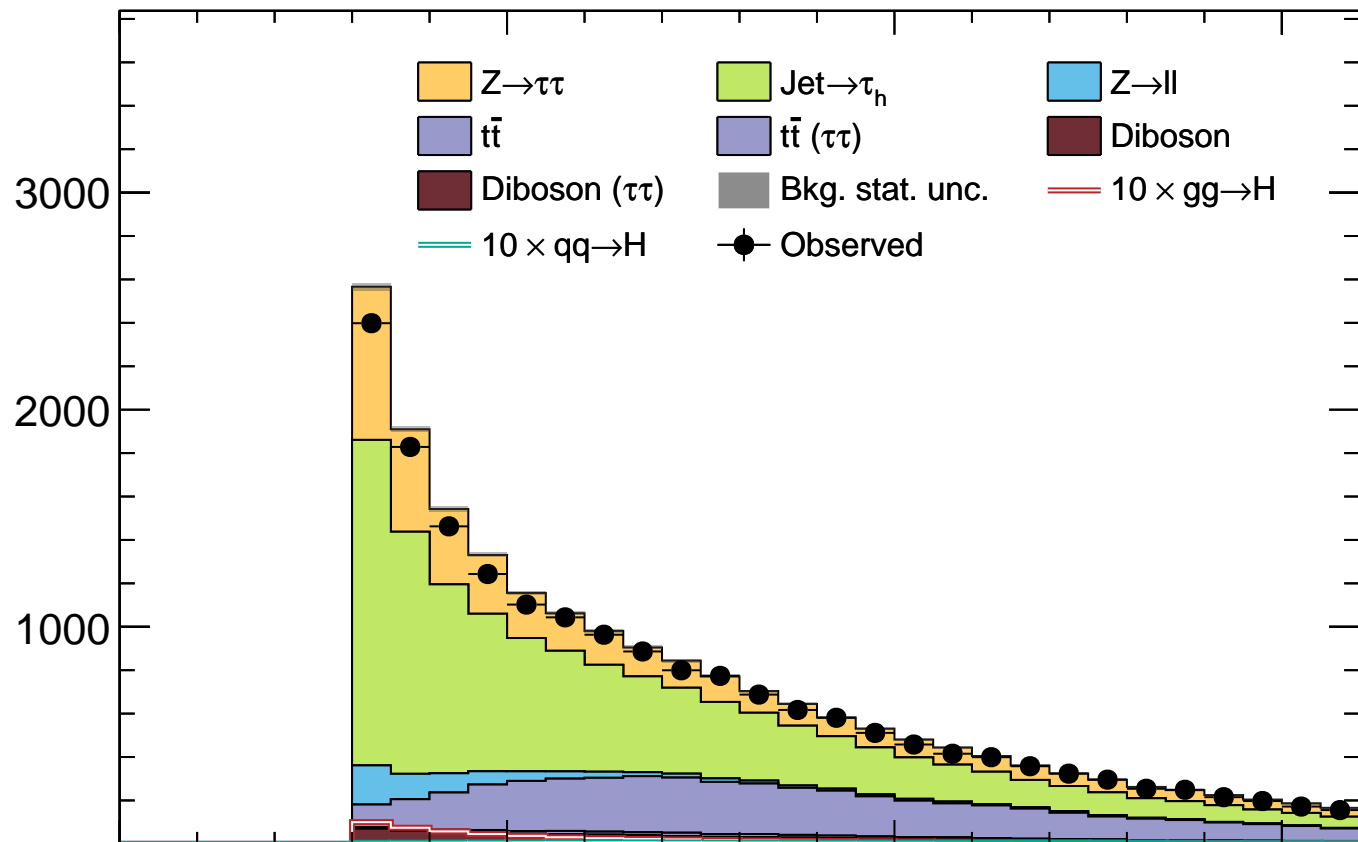 Z→ττ Jet→τₕ Z→ll
tt̄ tt̄ (ττ) Diboson
Diboson (ττ) Bkg. stat. unc. 10 × gg→H
10 × qq→H Observed
3000
2000
1000